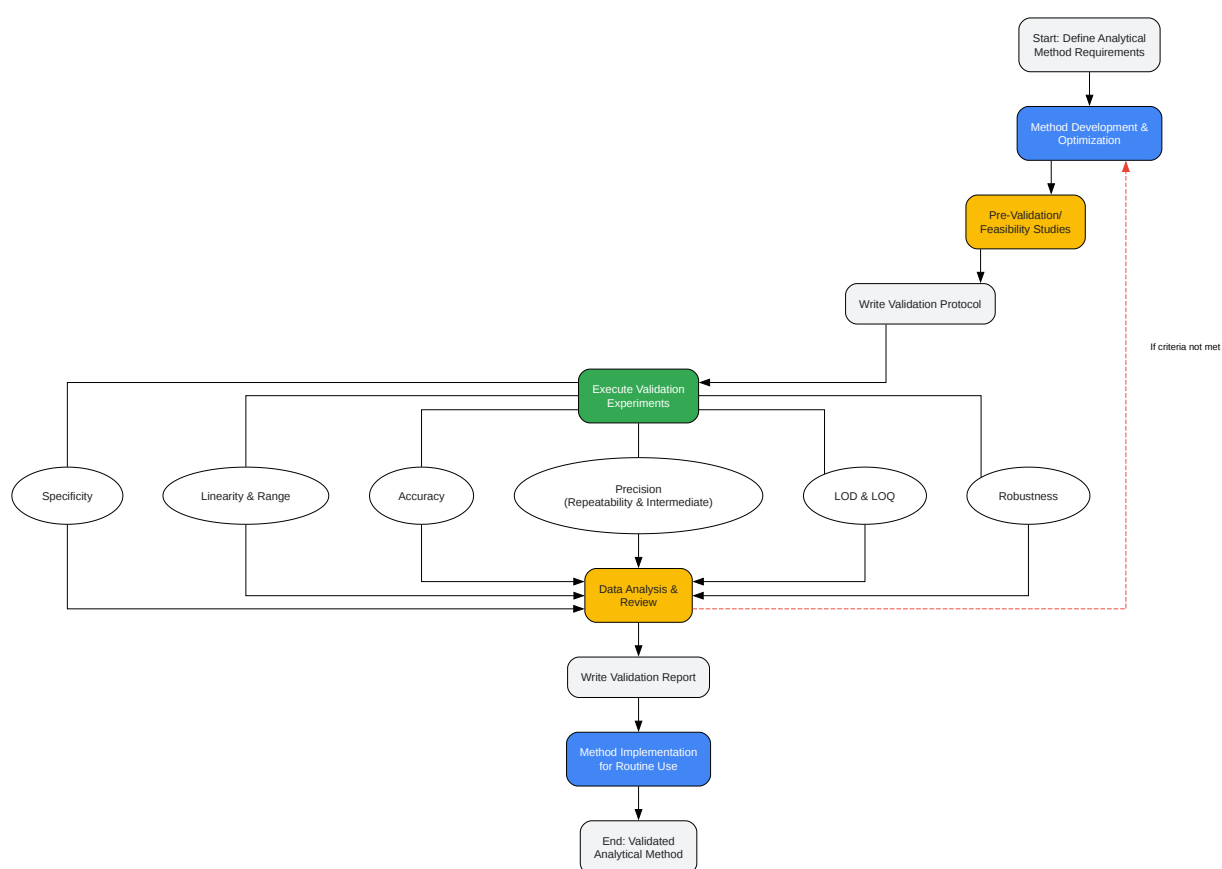 Start: Define Analytical
Method Requirements
Method Development &
Optimization
Pre-Validation/
Feasibility Studies
Write Validation Protocol
If criteria not met
Execute Validation
Experiments
Specificity
Linearity & Range
Accuracy
Precision
(Repeatability & Intermediate)
LOD & LOQ
Robustness
Data Analysis &
Review
Write Validation Report
Method Implementation
for Routine Use
End: Validated
Analytical Method